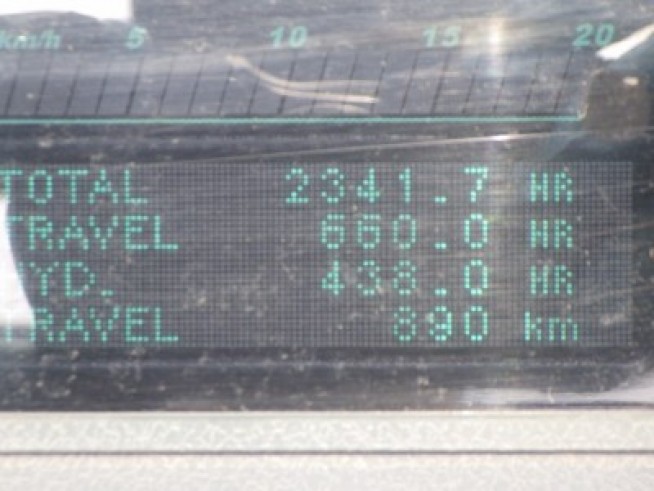 km/h 5 10 15 20
TOTAL 2341.7 HR
TRAVEL 660.0 HR
HYD. 438.0 HR
TRAVEL 890 km